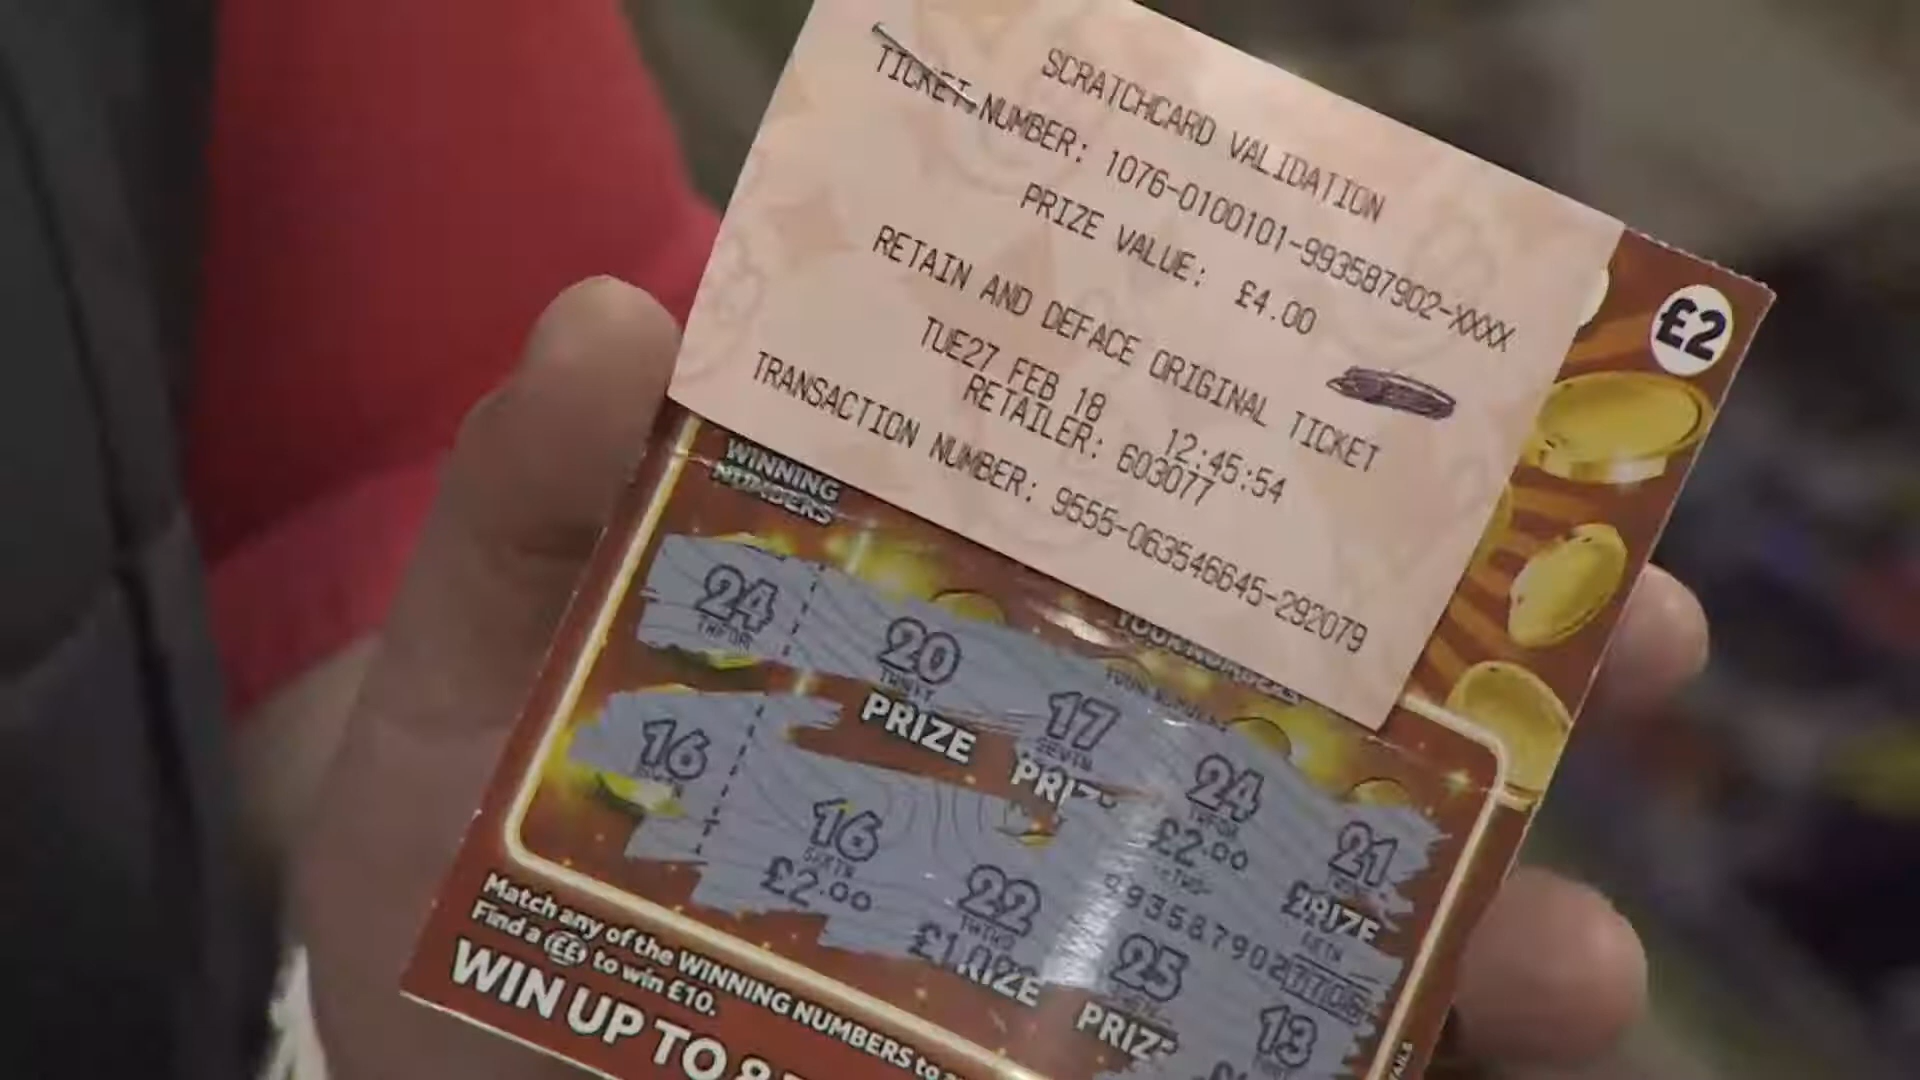 SCRATCHCARD VALIDATION
TICKET NUMBER: 1076-0100101-993587902-XXXX
PRIZE VALUE: £4.00
RETAIN AND DEFACE ORIGINAL TICKET
TUE27 FEB 18 12:45:54
RETAILER: 603077
TRANSACTION NUMBER: 9555-063546645-292079
£2
WINNING
NUMBERS
24
20
17
24
21
PRIZE
£2.00
PRIZE
16
16
22
25
13
£2.00
PRIZE
993587902
Match any of the WINNING NUMBERS to
Find a (££) to win £10.
WIN UP TO